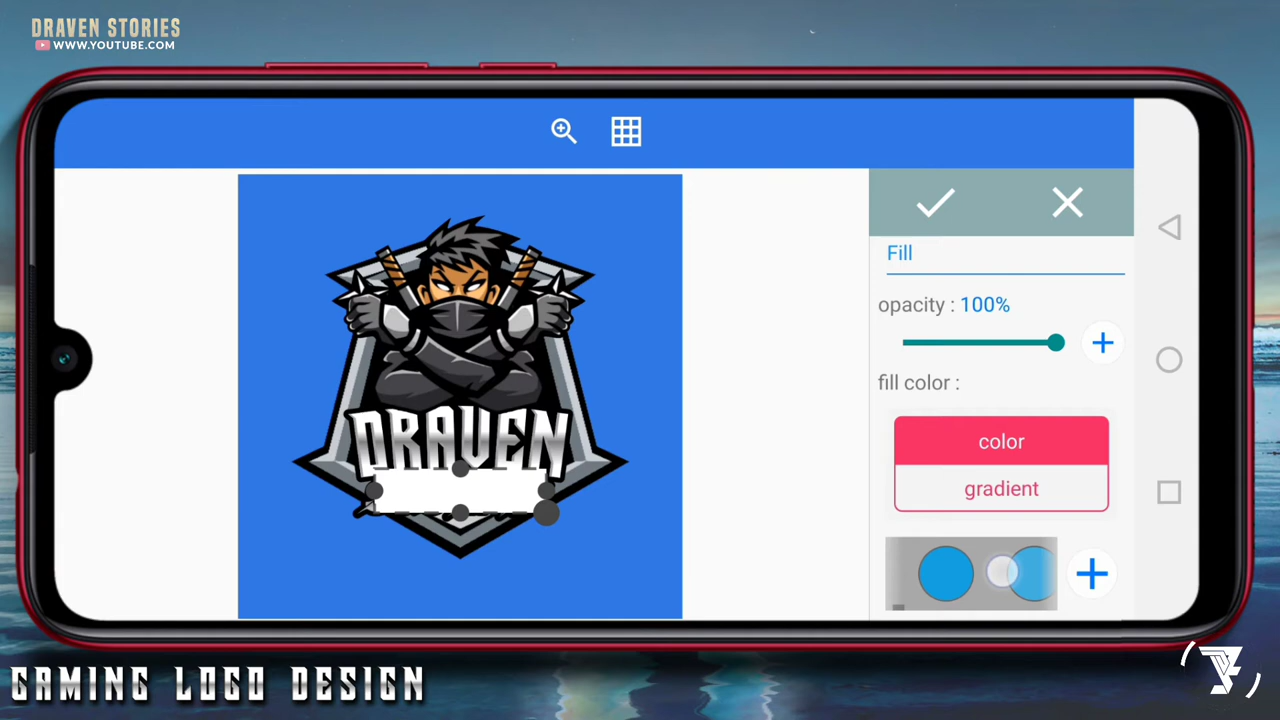 DRAVEN STORIES
WWW.YOUTUBE.COM
Fill
opacity : 100%
fill color :
color
gradient
DRAVEN
GAMING LOGO DESIGN